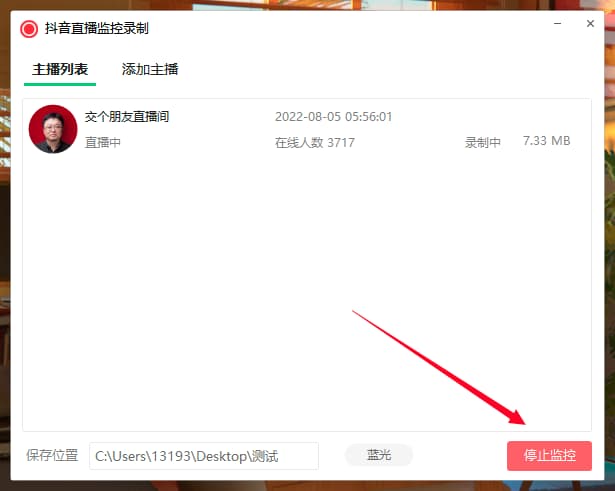 抖音直播监控录制
主播列表 添加主播
交个朋友直播间 2022-08-05 05:56:01
直播中 在线人数 3717 录制中 7.33 MB
保存位置 C:\Users\13193\Desktop\测试 蓝光 停止监控